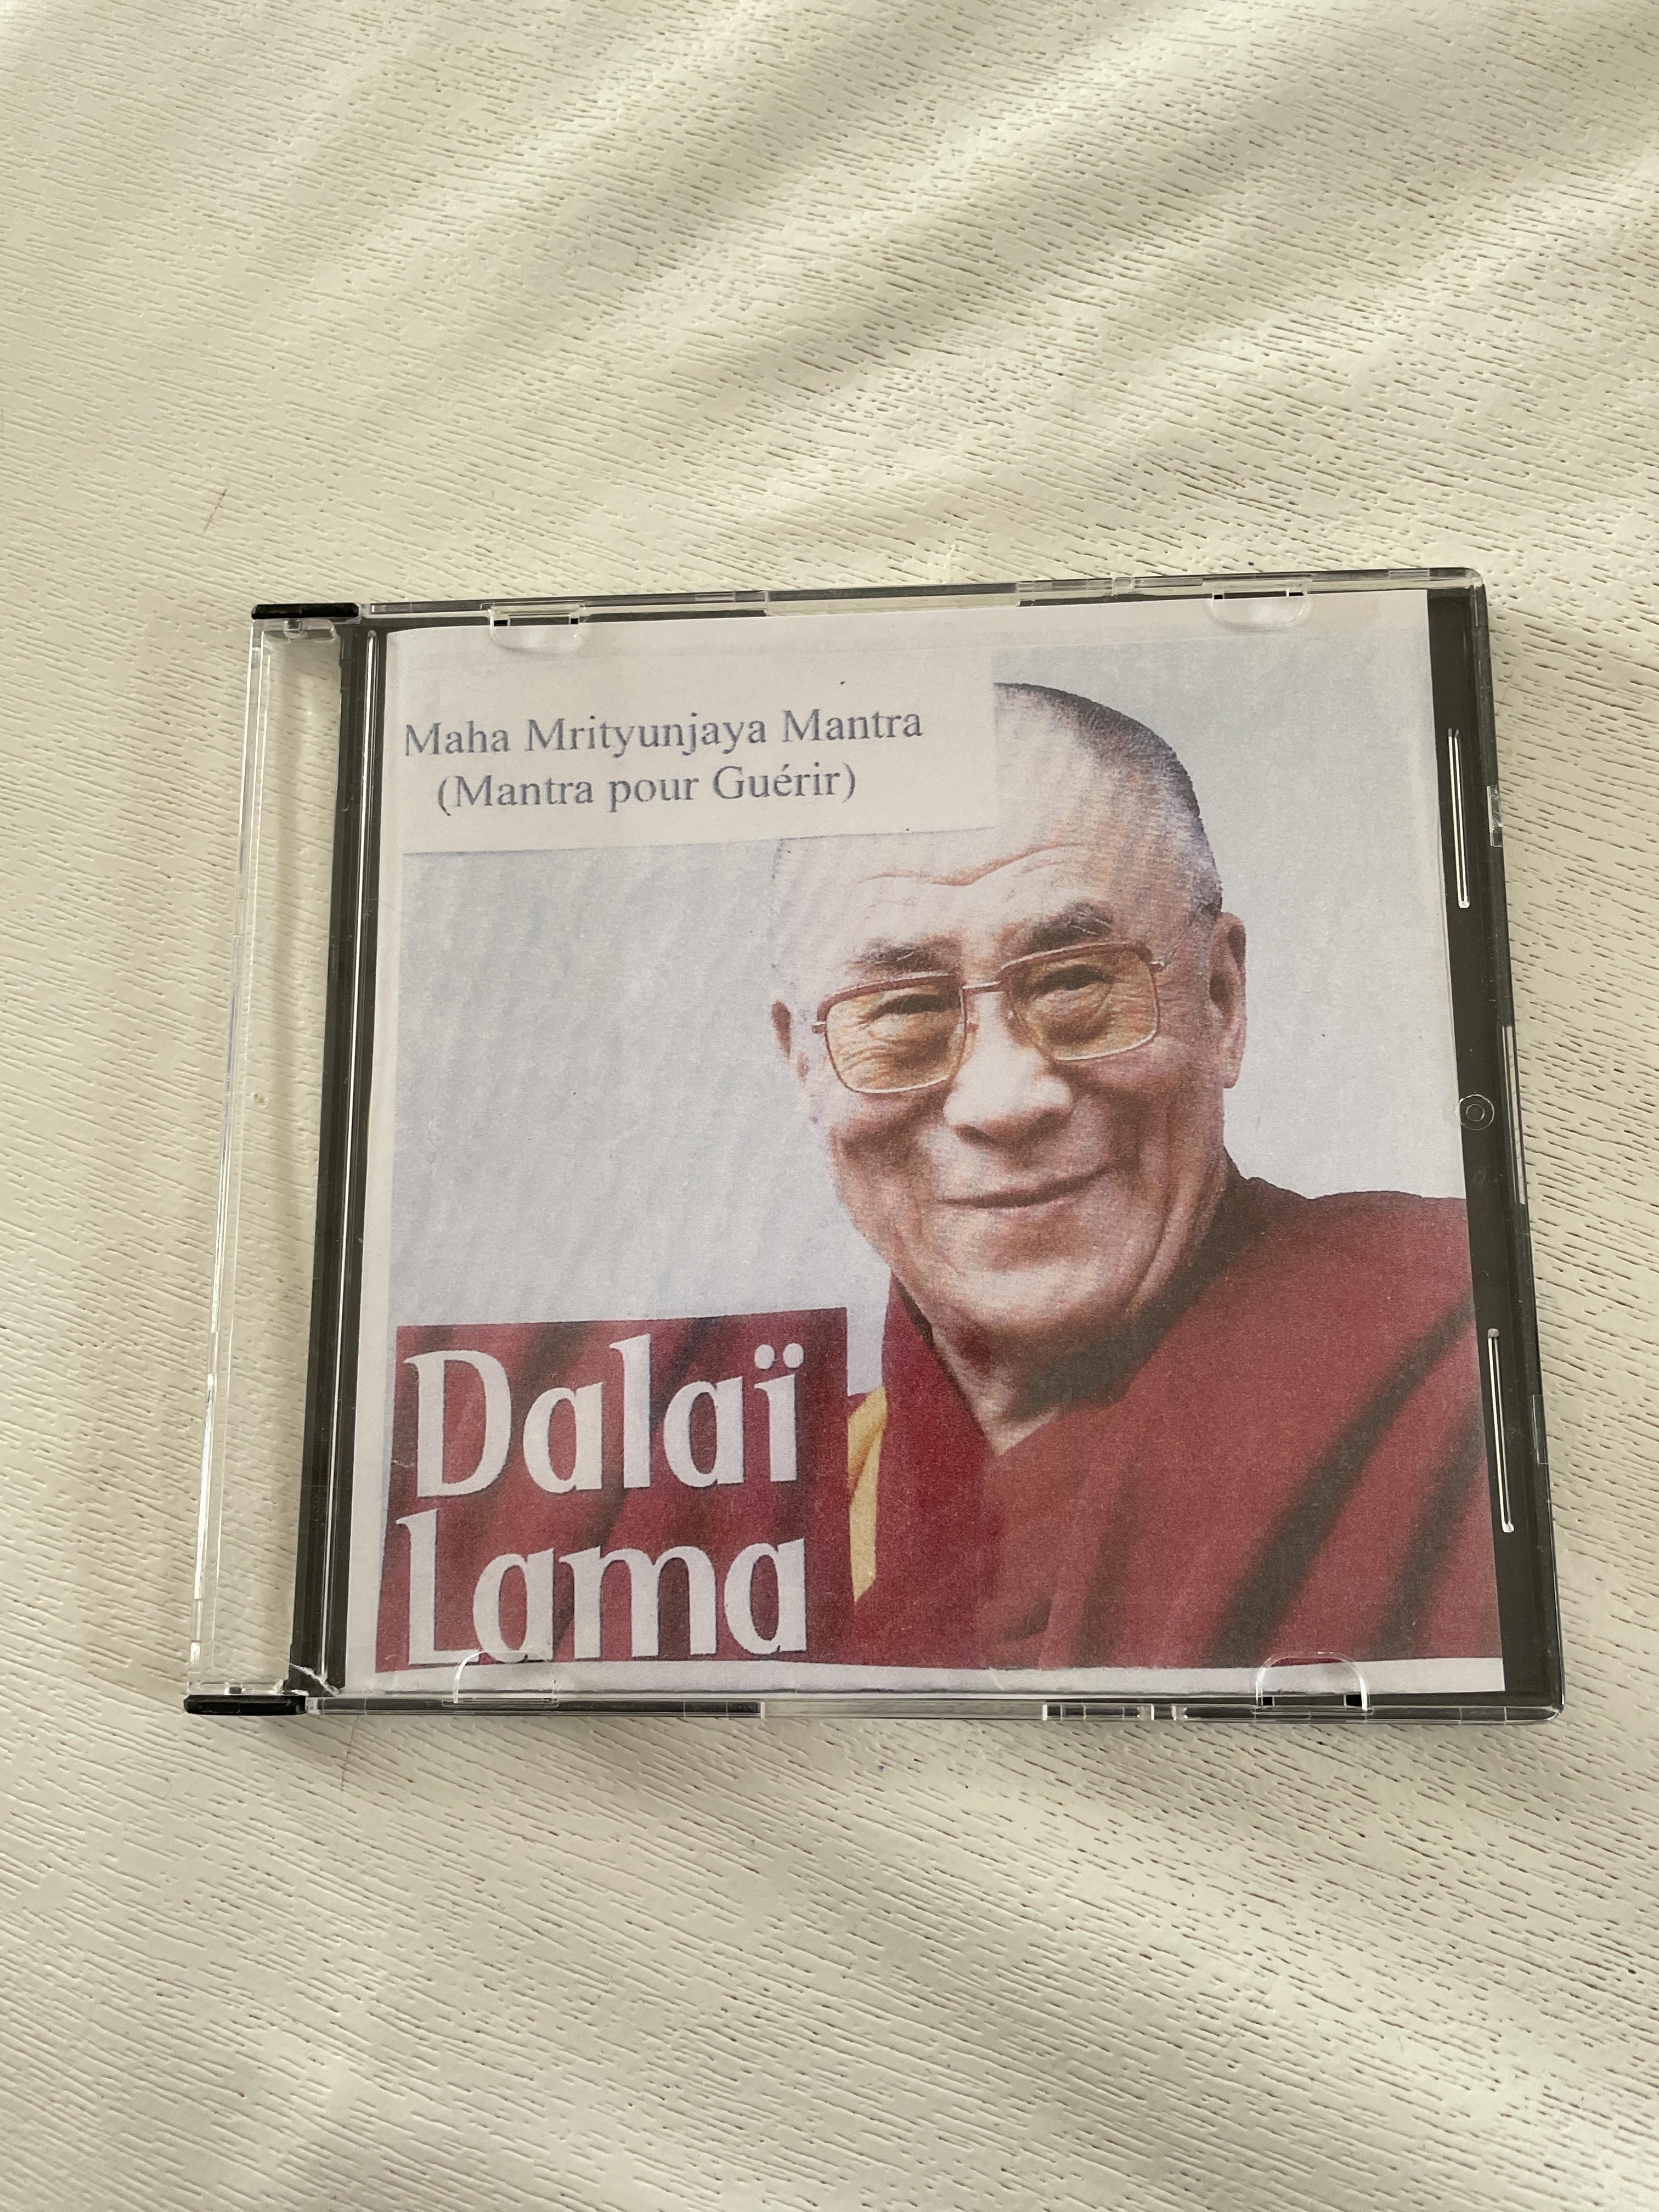 Maha Mrityunjaya Mantra
(Mantra pour Guérir)
Dalaï
Lama